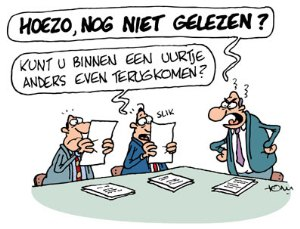 HOEZO, NOG NIET GELEZEN?
KUNT U BINNEN EEN UURTJE
ANDERS EVEN TERUGKOMEN?
SLIK